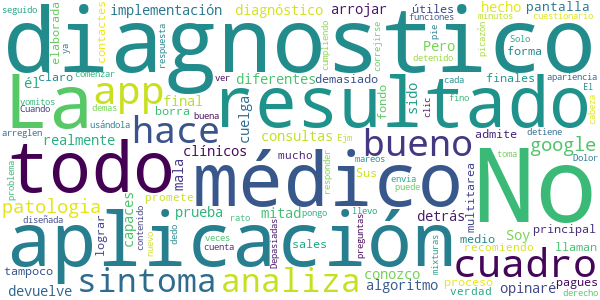 seguido implementación diagnóstico arrojar hecho pantalla
elaborada respuesta contactes cumpliendo útiles funciones minutos cuestionario
ya Pero pie picazón
diagnostico
él claro diferentes demasiado forma Solo corregirse detenido apariencia
comenzar ver buena clic fino El
vomitos Cuando demas final borra cuelga sido fondo finales cada cabeza
La app resultado No
arreglen usándola realmente hace consultas Ejm bueno admite google
clínicos mucho mareos responder detiene Dolor
todo médico
problema mala envia puede multitarea toma
patologia promete Sus
diseñada capaces contenido nuevo prueba rato mitad pongo llevo detrás Soy principal
lograr dedo veces cuenta sales Depasiadas preguntas mixturas medio recomiendo llaman
aplicación cuadro
tampoco sintoma analiza conozco proceso pagues
devuelve algoritmo verdad opinaré derecho